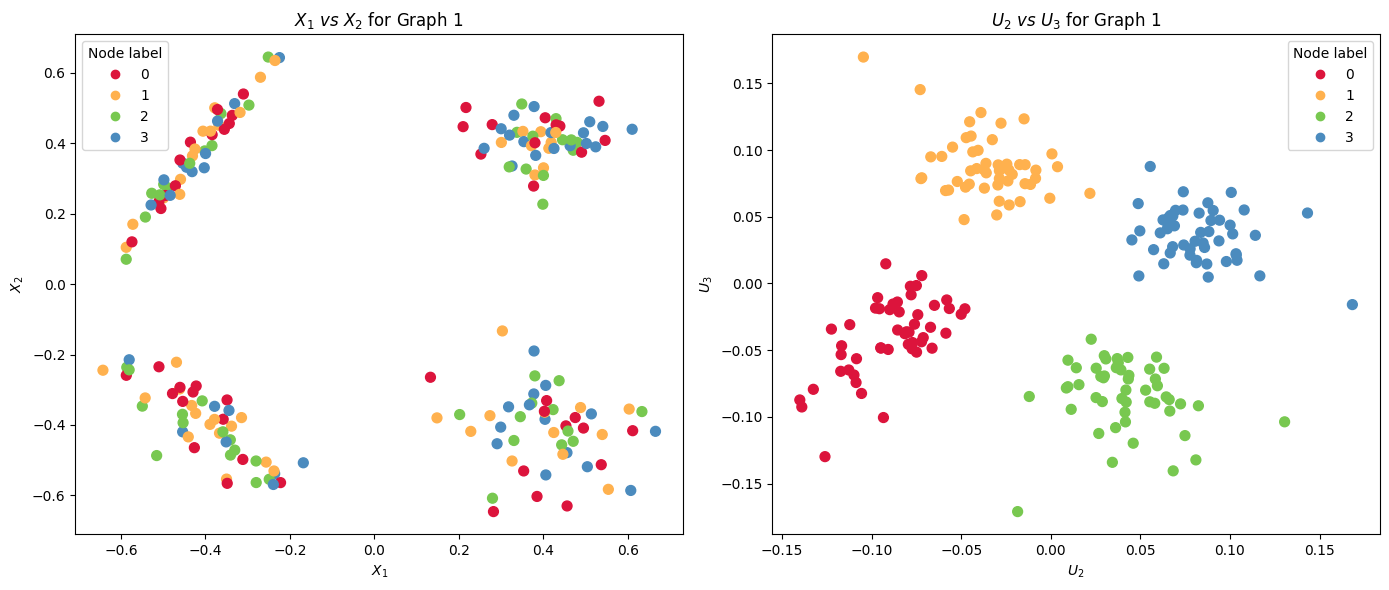 X₁ vs X₂ for Graph 1
Node label
0
1
2
3
0.6
0.4
0.2
0.0
−0.2
−0.4
−0.6
X₂
−0.6 −0.4 −0.2 0.0 0.2 0.4 0.6
X₁
U₂ vs U₃ for Graph 1
Node label
0
1
2
3
0.15
0.10
0.05
0.00
−0.05
−0.10
−0.15
U₃
−0.15 −0.10 −0.05 0.00 0.05 0.10 0.15
U₂